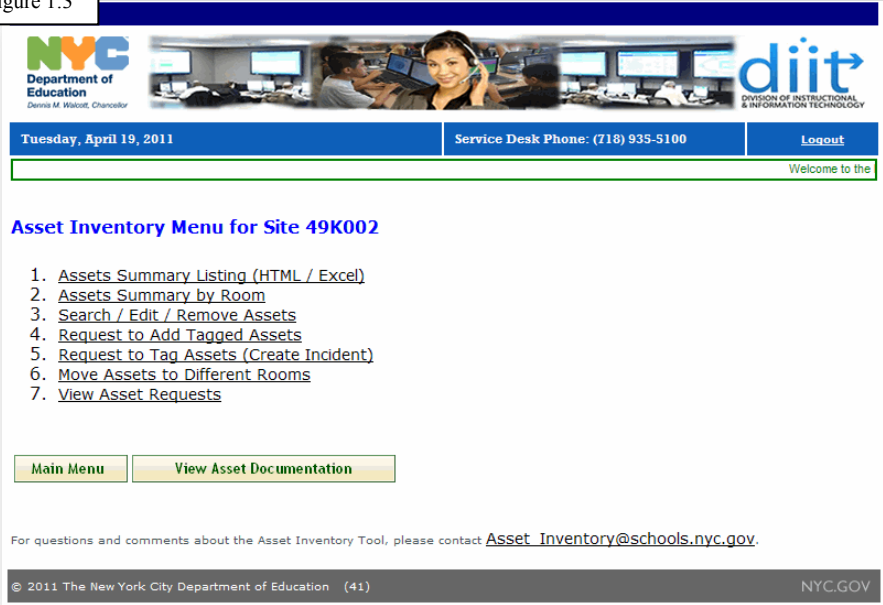 igure 1.3
NYC
Department of
Education
Dennis M. Walcott, Chancellor
diit
DIVISION OF INSTRUCTIONAL
& INFORMATION TECHNOLOGY
Tuesday, April 19, 2011 Service Desk Phone: (718) 935-5100 Logout
Welcome to the
Asset Inventory Menu for Site 49K002
1. Assets Summary Listing (HTML / Excel)
2. Assets Summary by Room
3. Search / Edit / Remove Assets
4. Request to Add Tagged Assets
5. Request to Tag Assets (Create Incident)
6. Move Assets to Different Rooms
7. View Asset Requests
Main Menu View Asset Documentation
For questions and comments about the Asset Inventory Tool, please contact Asset_Inventory@schools.nyc.gov.
© 2011 The New York City Department of Education (41) NYC.GOV